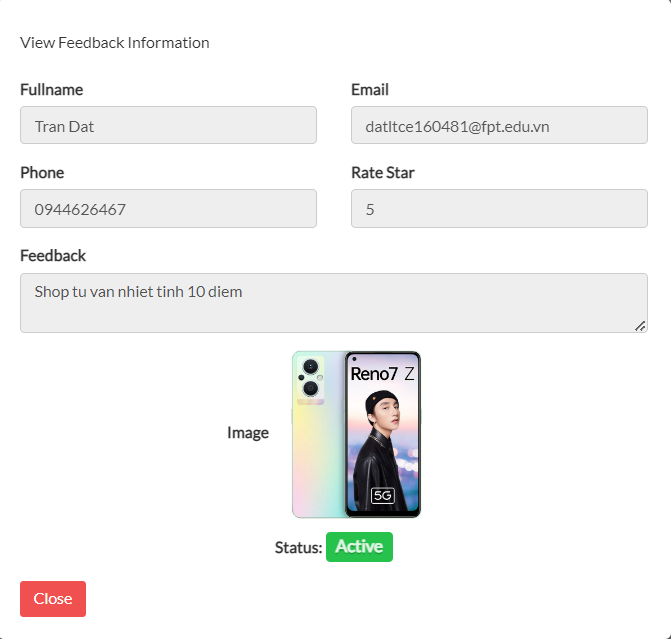 View Feedback Information
Fullname
Email
Tran Dat
datltce160481@fpt.edu.vn
Phone
Rate Star
0944626467
5
Feedback
Shop tu van nhiet tinh 10 diem
Reno7 Z
Image
5G
Status: Active
Close